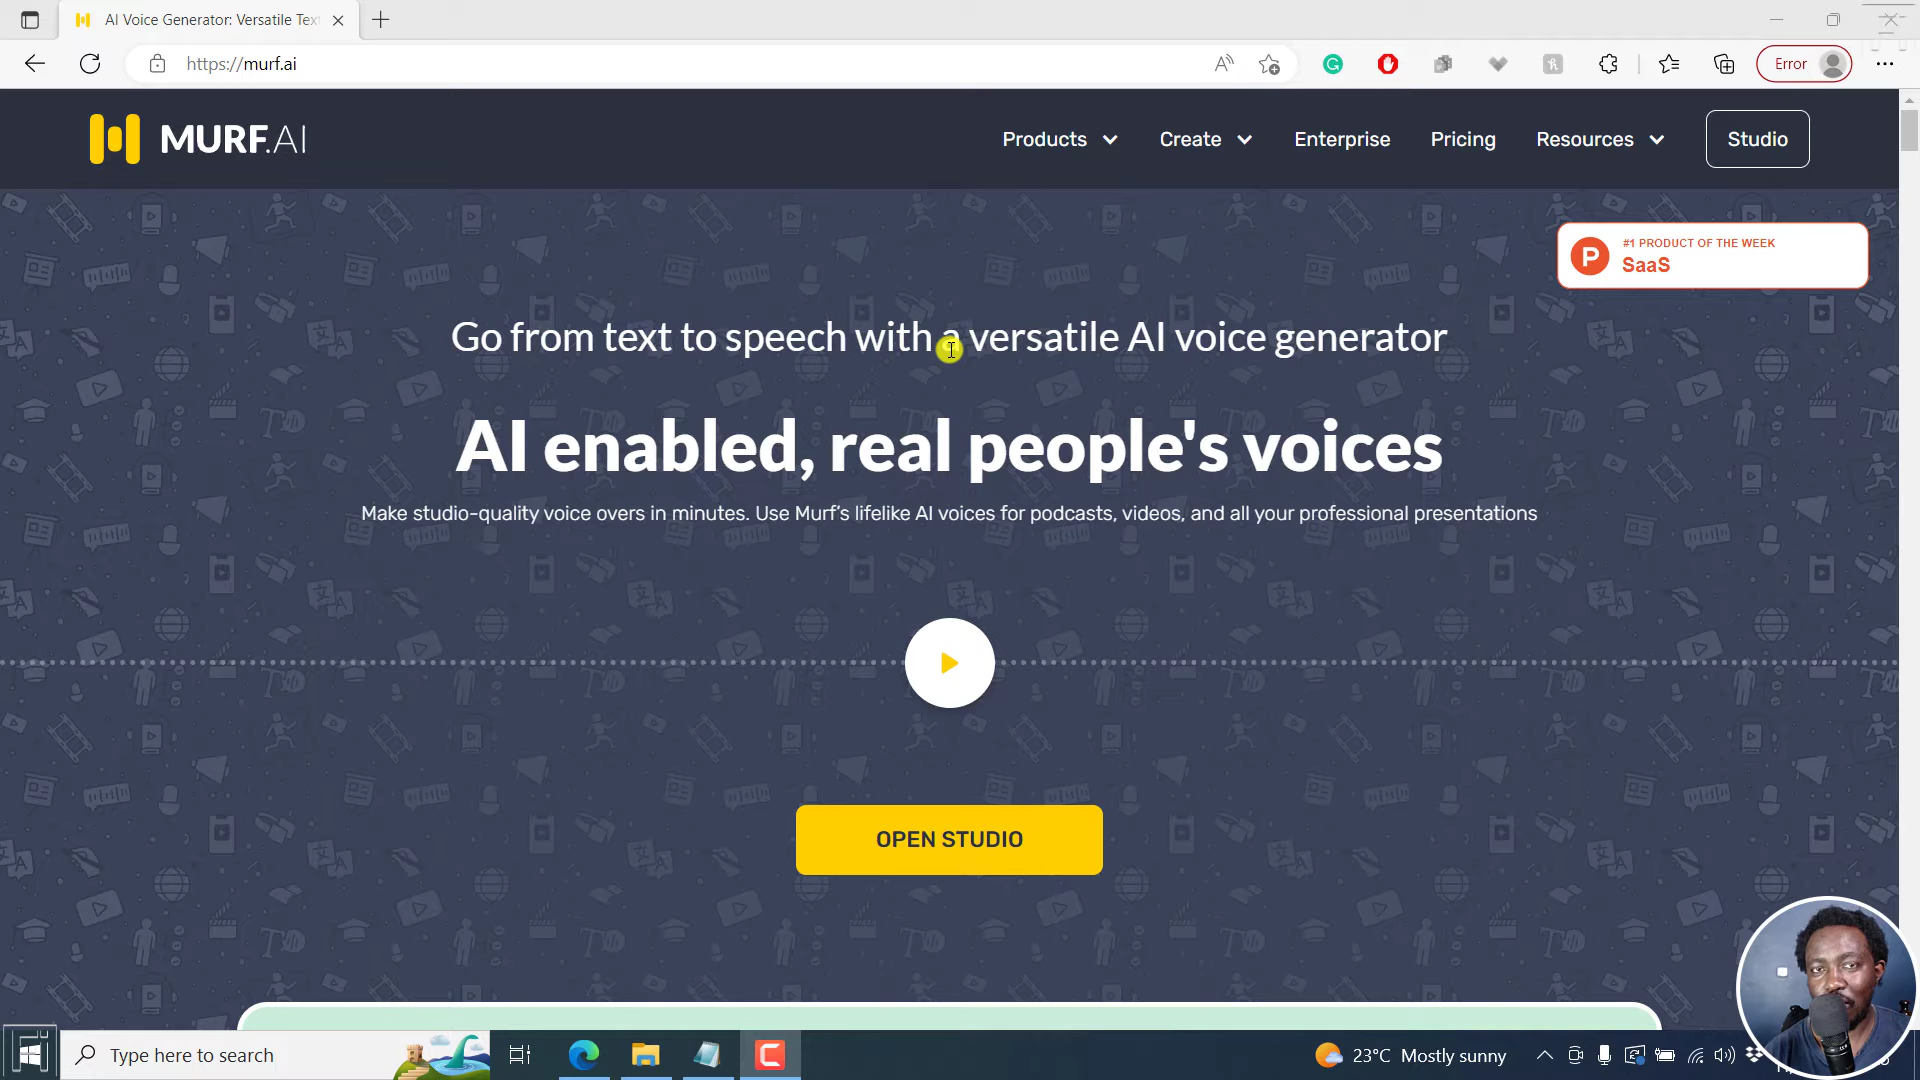 AI Voice Generator: Versatile Tex
https://murf.ai
Error
MURF.AI
Products
Create
Enterprise
Pricing
Resources
Studio
P
#1 PRODUCT OF THE WEEK
SaaS
Go from text to speech with a versatile AI voice generator
AI enabled, real people's voices
Make studio-quality voice overs in minutes. Use Murf's lifelike AI voices for podcasts, videos, and all your professional presentations
OPEN STUDIO
Type here to search
23°C Mostly sunny